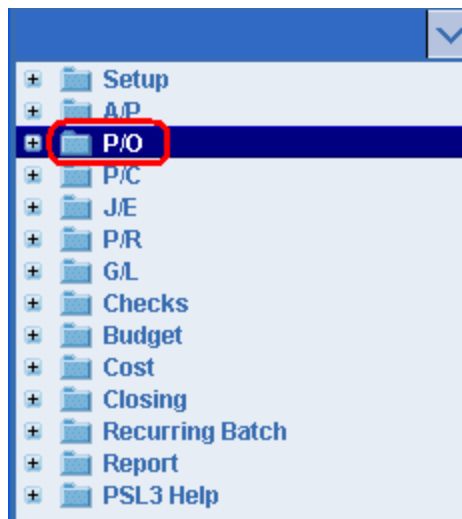 Setup
A/P
P/O
P/C
J/E
P/R
G/L
Checks
Budget
Cost
Closing
Recurring Batch
Report
PSL3 Help